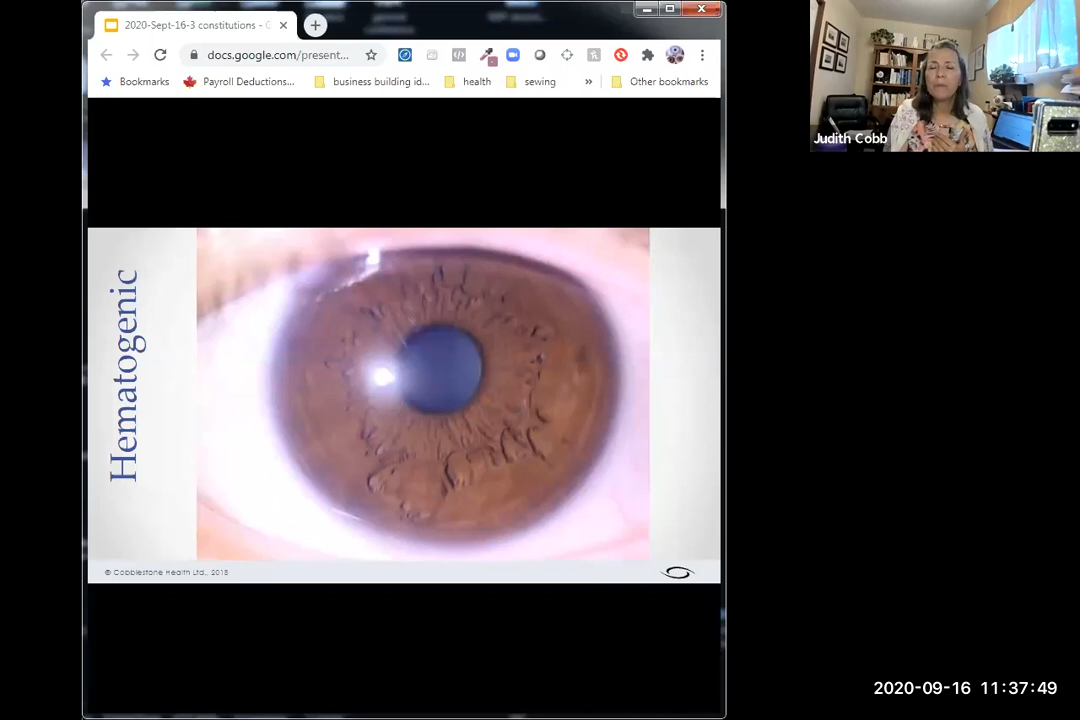 2020-Sept-16-3 constitutions - G
docs.google.com/present...
Bookmarks
Payroll Deductions...
business building id...
health
sewing
»
Other bookmarks
Judith Cobb
Hematogenic
© Cobblestone Health Ltd., 2018
2020-09-16 11:37:49